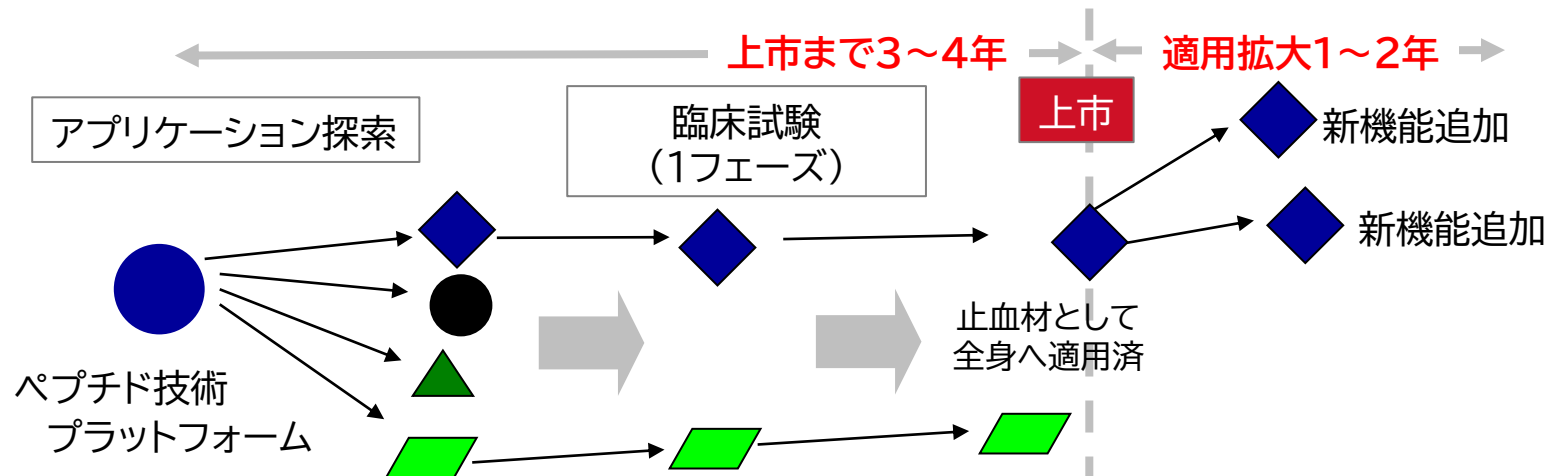 上市まで3~4年
適用拡大1~2年
アプリケーション探索
臨床試験
(1フェーズ)
上市
新機能追加
新機能追加
止血材として
全身へ適用済
ペプチド技術
プラットフォーム